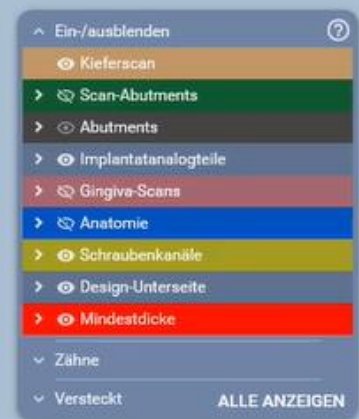 Ein-/ausblenden
Kieferscan
Scan-Abutments
Abutments
Implantatanalogteile
Gingiva-Scans
Anatomie
Schraubenkanäle
Design-Unterseite
Mindestdicke
Zähne
Versteckt ALLE ANZEIGEN